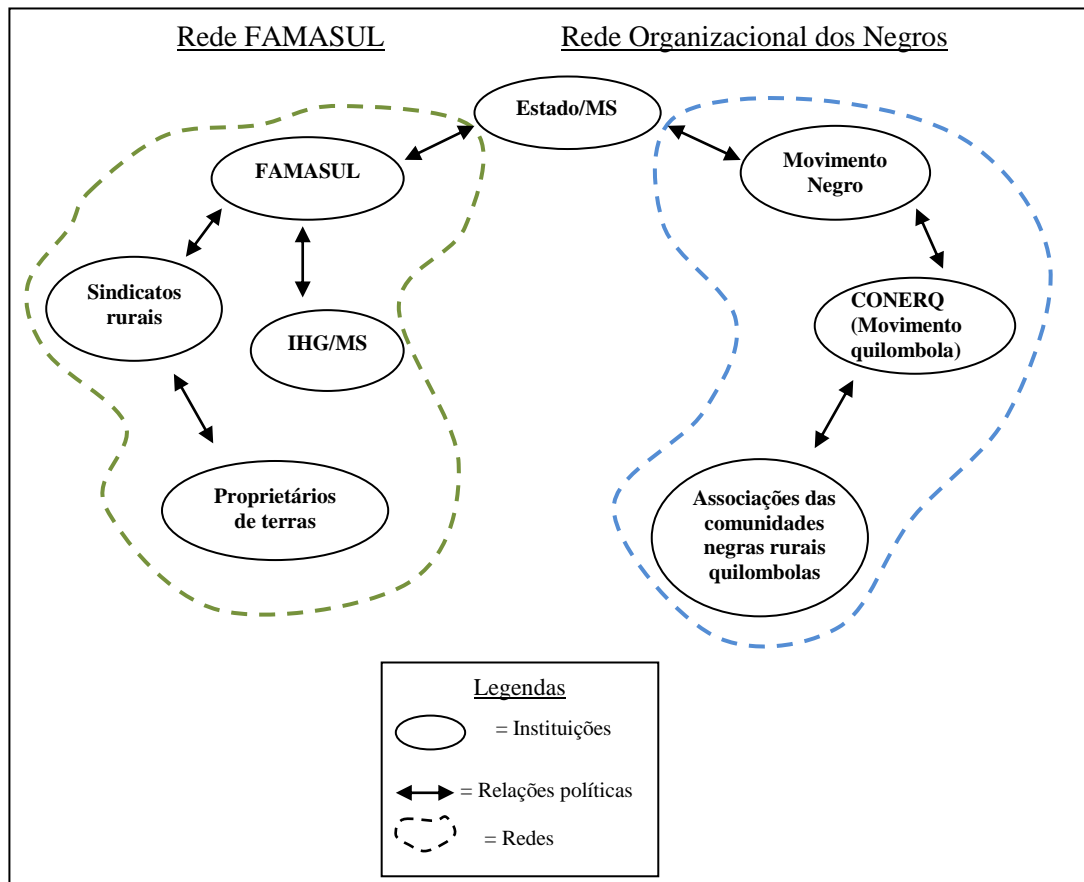 Rede FAMASUL
Rede Organizacional dos Negros
Estado/MS
FAMASUL
Movimento
Negro
Sindicatos
rurais
IHG/MS
CONERQ
(Movimento
quilombola)
Proprietários
de terras
Associações das
comunidades
negras rurais
quilombolas
Legendas
= Instituições
= Relações políticas
= Redes